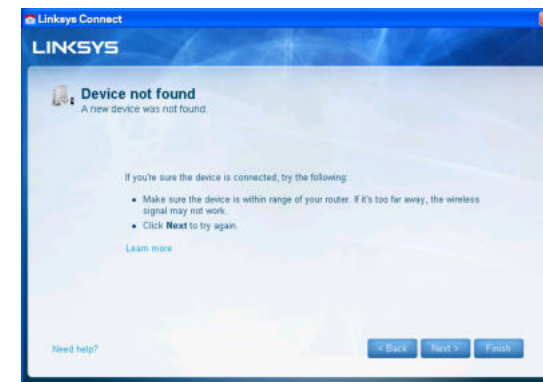 Linksys Connect
LINKSYS
Device not found
A new device was not found.
If you're sure the device is connected, try the following:
• Make sure the device is within range of your router. If it's too far away, the wireless
signal may not work.
• Click Next to try again.
Learn more
Need help?
< Back
Next >
Finish